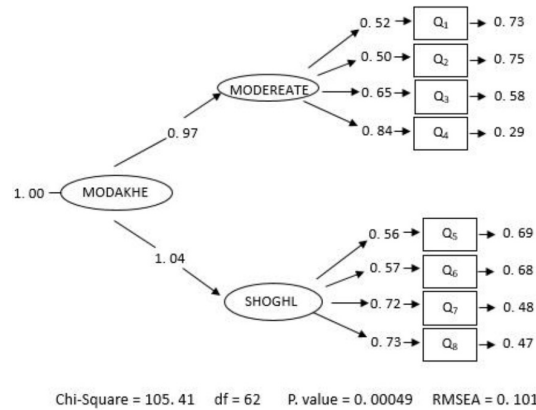 0. 52 Q1 0. 73
0. 50 Q2 0. 75
MODEREATE
0. 65 Q3 0. 58
0. 84 Q4 0. 29
0. 97
1. 00 MODAKHE
1. 04
0. 56 Q5 0. 69
0. 57 Q6 0. 68
SHOGHL
0. 72 Q7 0. 48
0. 73 Q8 0. 47
Chi-Square = 105. 41 df = 62 P. value = 0. 00049 RMSEA = 0. 101